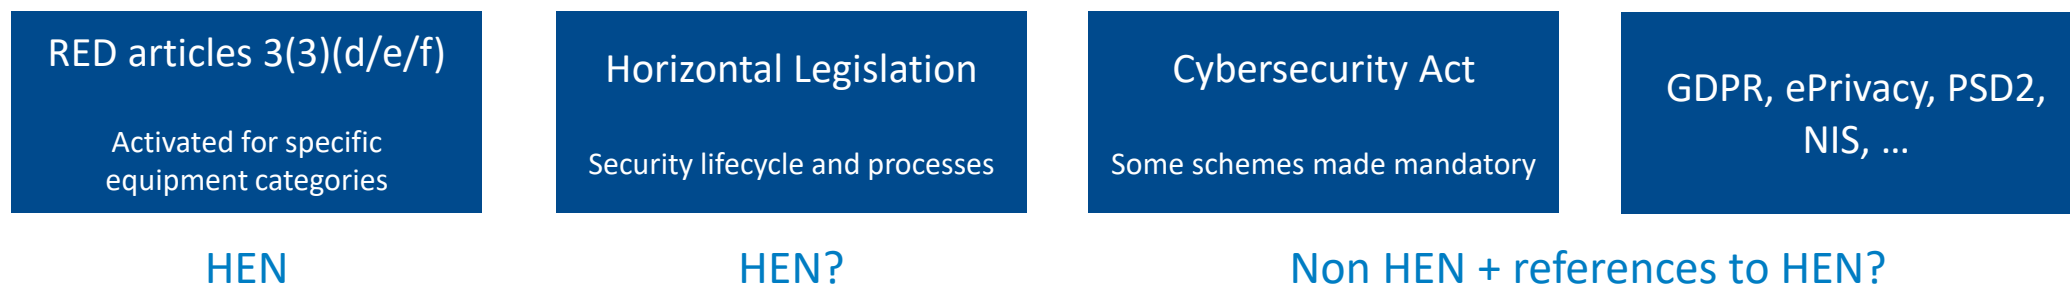 RED articles 3(3)(d/e/f)
Activated for specific
equipment categories
HEN
Horizontal Legislation
Security lifecycle and processes
HEN?
Cybersecurity Act
Some schemes made mandatory
GDPR, ePrivacy, PSD2,
NIS, …
Non HEN + references to HEN?